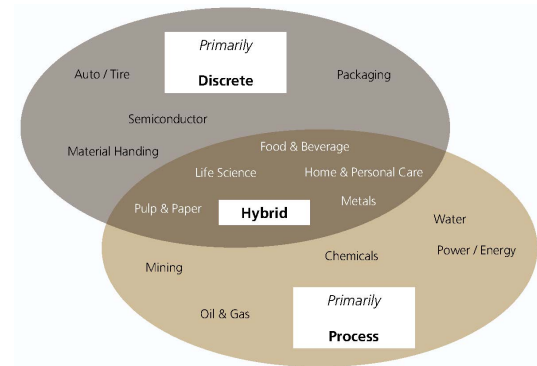 Primarily
Discrete
Auto / Tire
Packaging
Semiconductor
Material Handing
Food & Beverage
Life Science
Home & Personal Care
Pulp & Paper
Hybrid
Metals
Water
Chemicals
Power / Energy
Mining
Oil & Gas
Primarily
Process